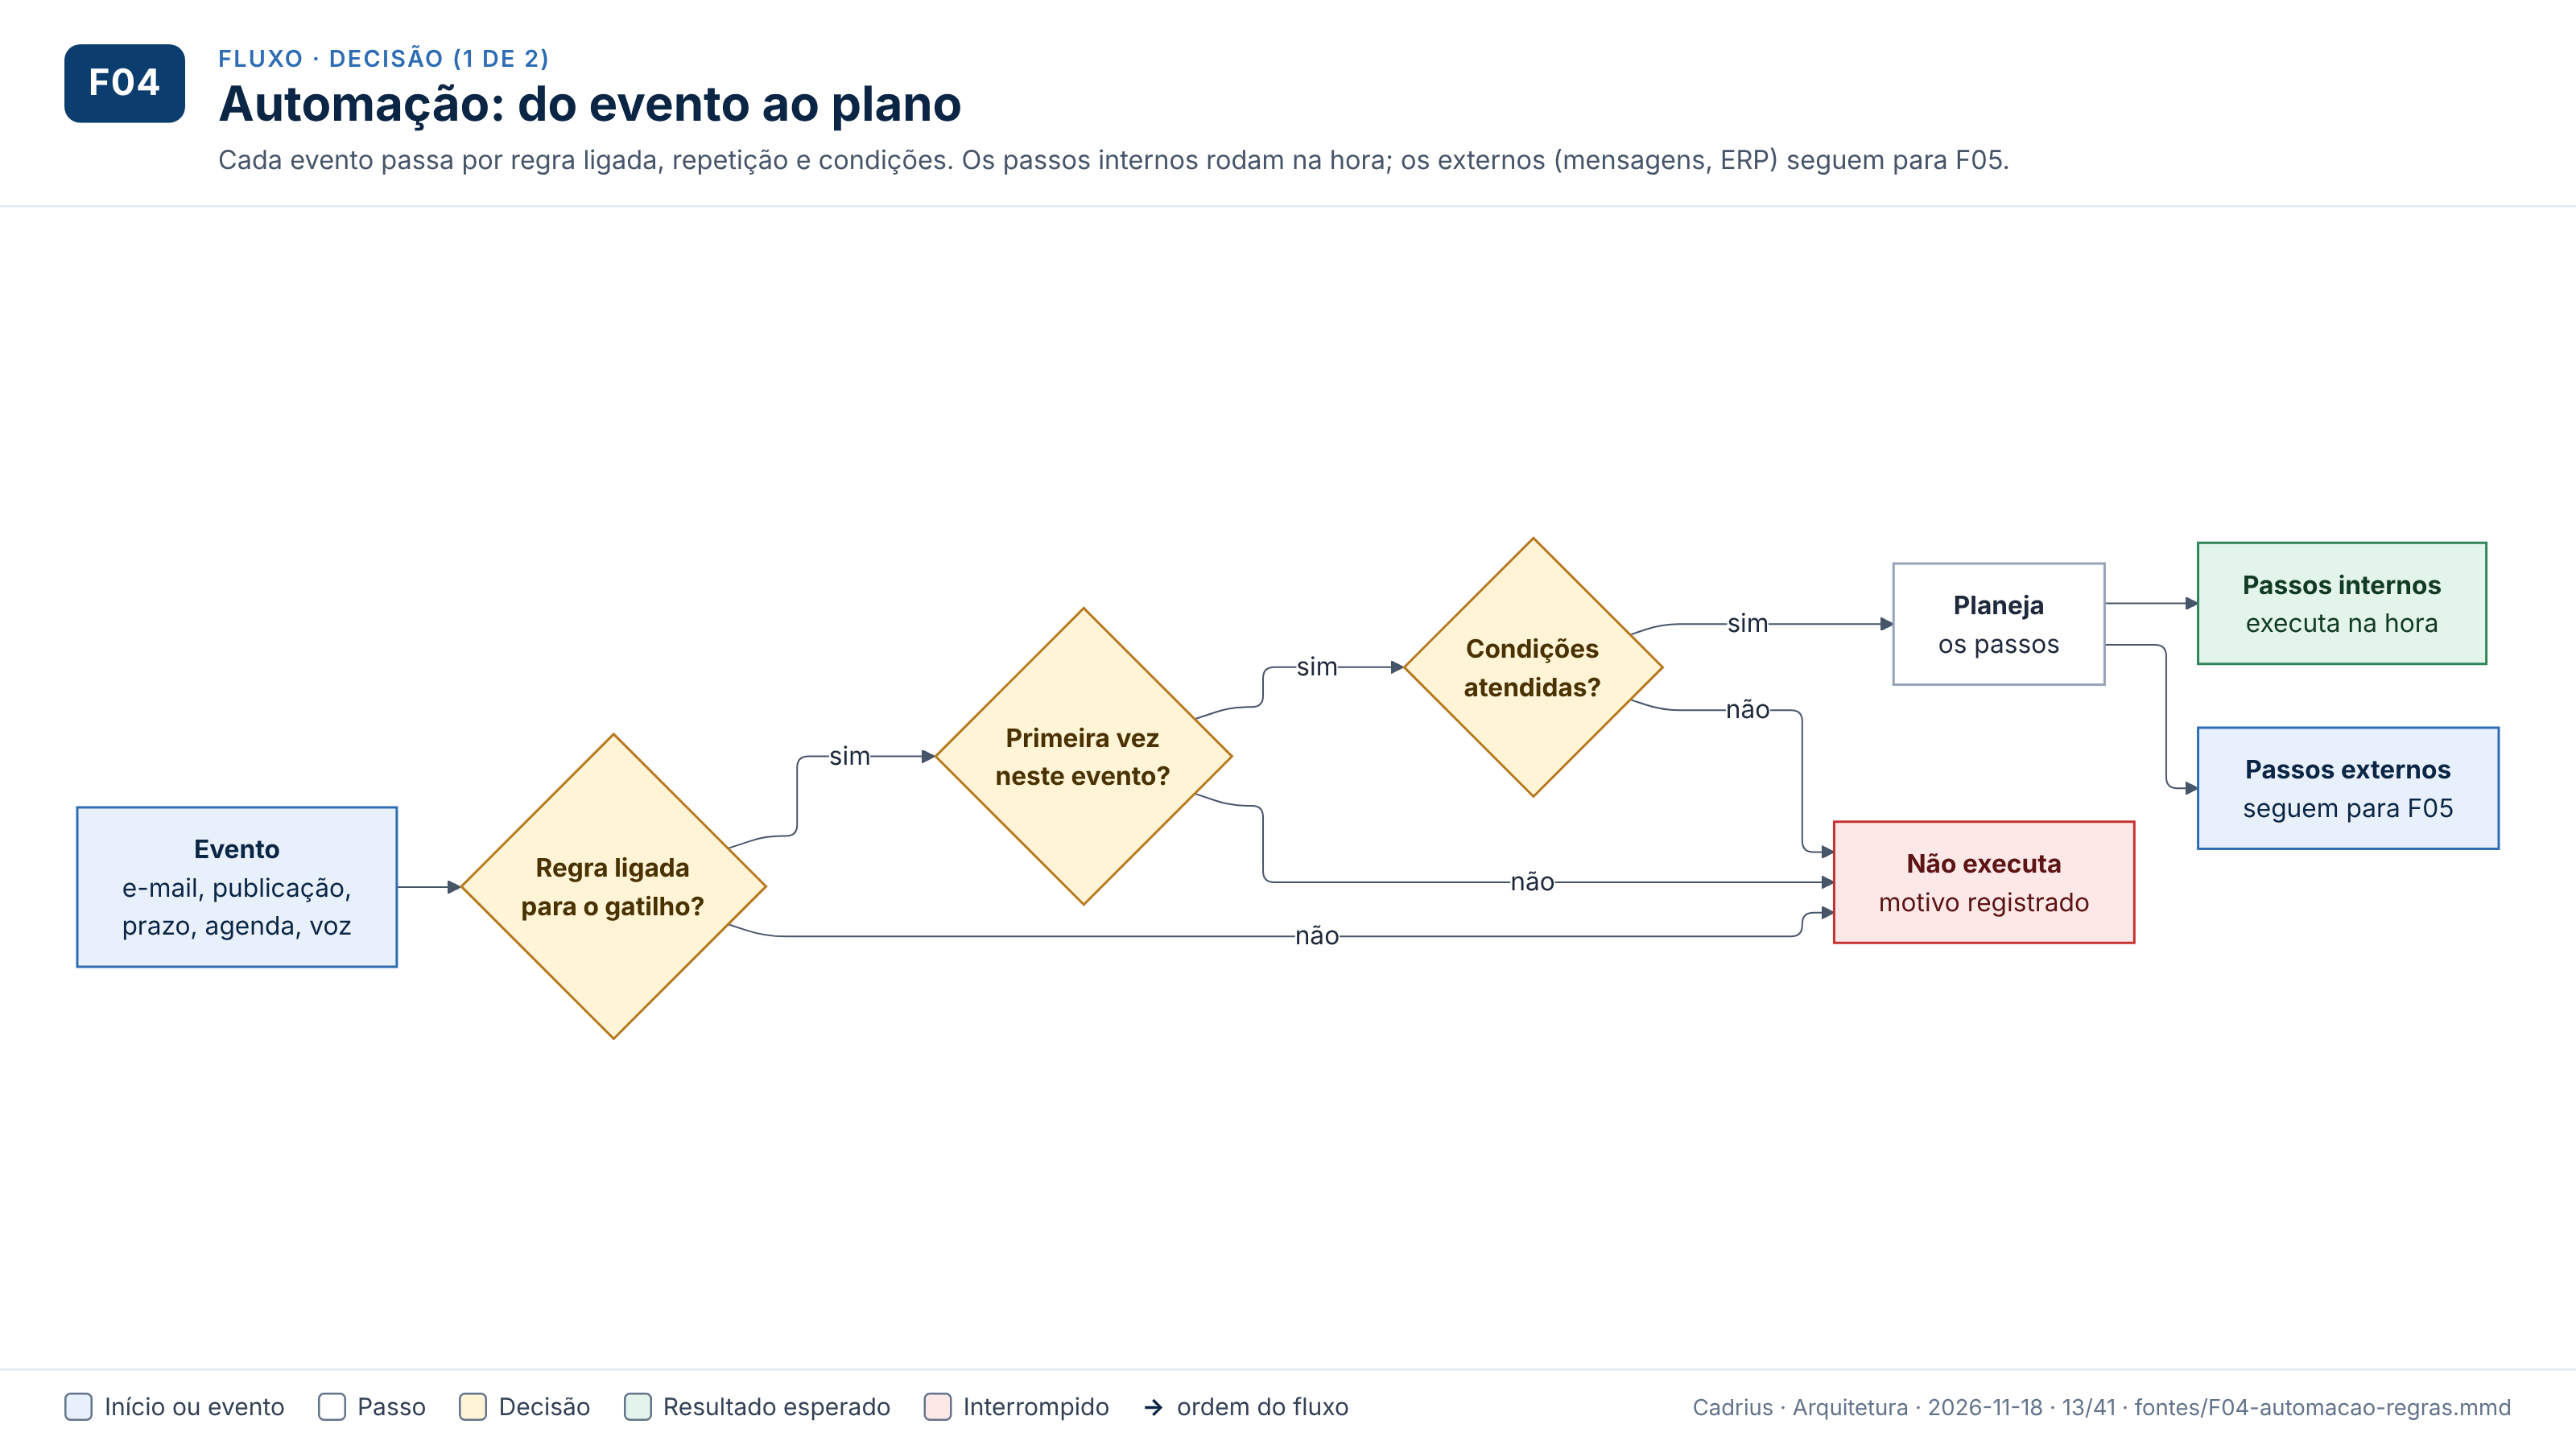 F04
FLUXO · DECISÃO (1 DE 2)
Automação: do evento ao plano
Cada evento passa por regra ligada, repetição e condições. Os passos internos rodam na hora; os externos (mensagens, ERP) seguem para F05.
Evento
e-mail, publicação,
prazo, agenda, voz
Regra ligada
para o gatilho?
sim
não
Primeira vez
neste evento?
sim
não
Condições
atendidas?
sim
não
Planeja
os passos
Passos internos
executa na hora
Passos externos
seguem para F05
Não executa
motivo registrado
Início ou evento
Passo
Decisão
Resultado esperado
Interrompido
→ ordem do fluxo
Cadrius · Arquitetura · 2026-11-18 · 13/41 · fontes/F04-automacao-regras.mmd